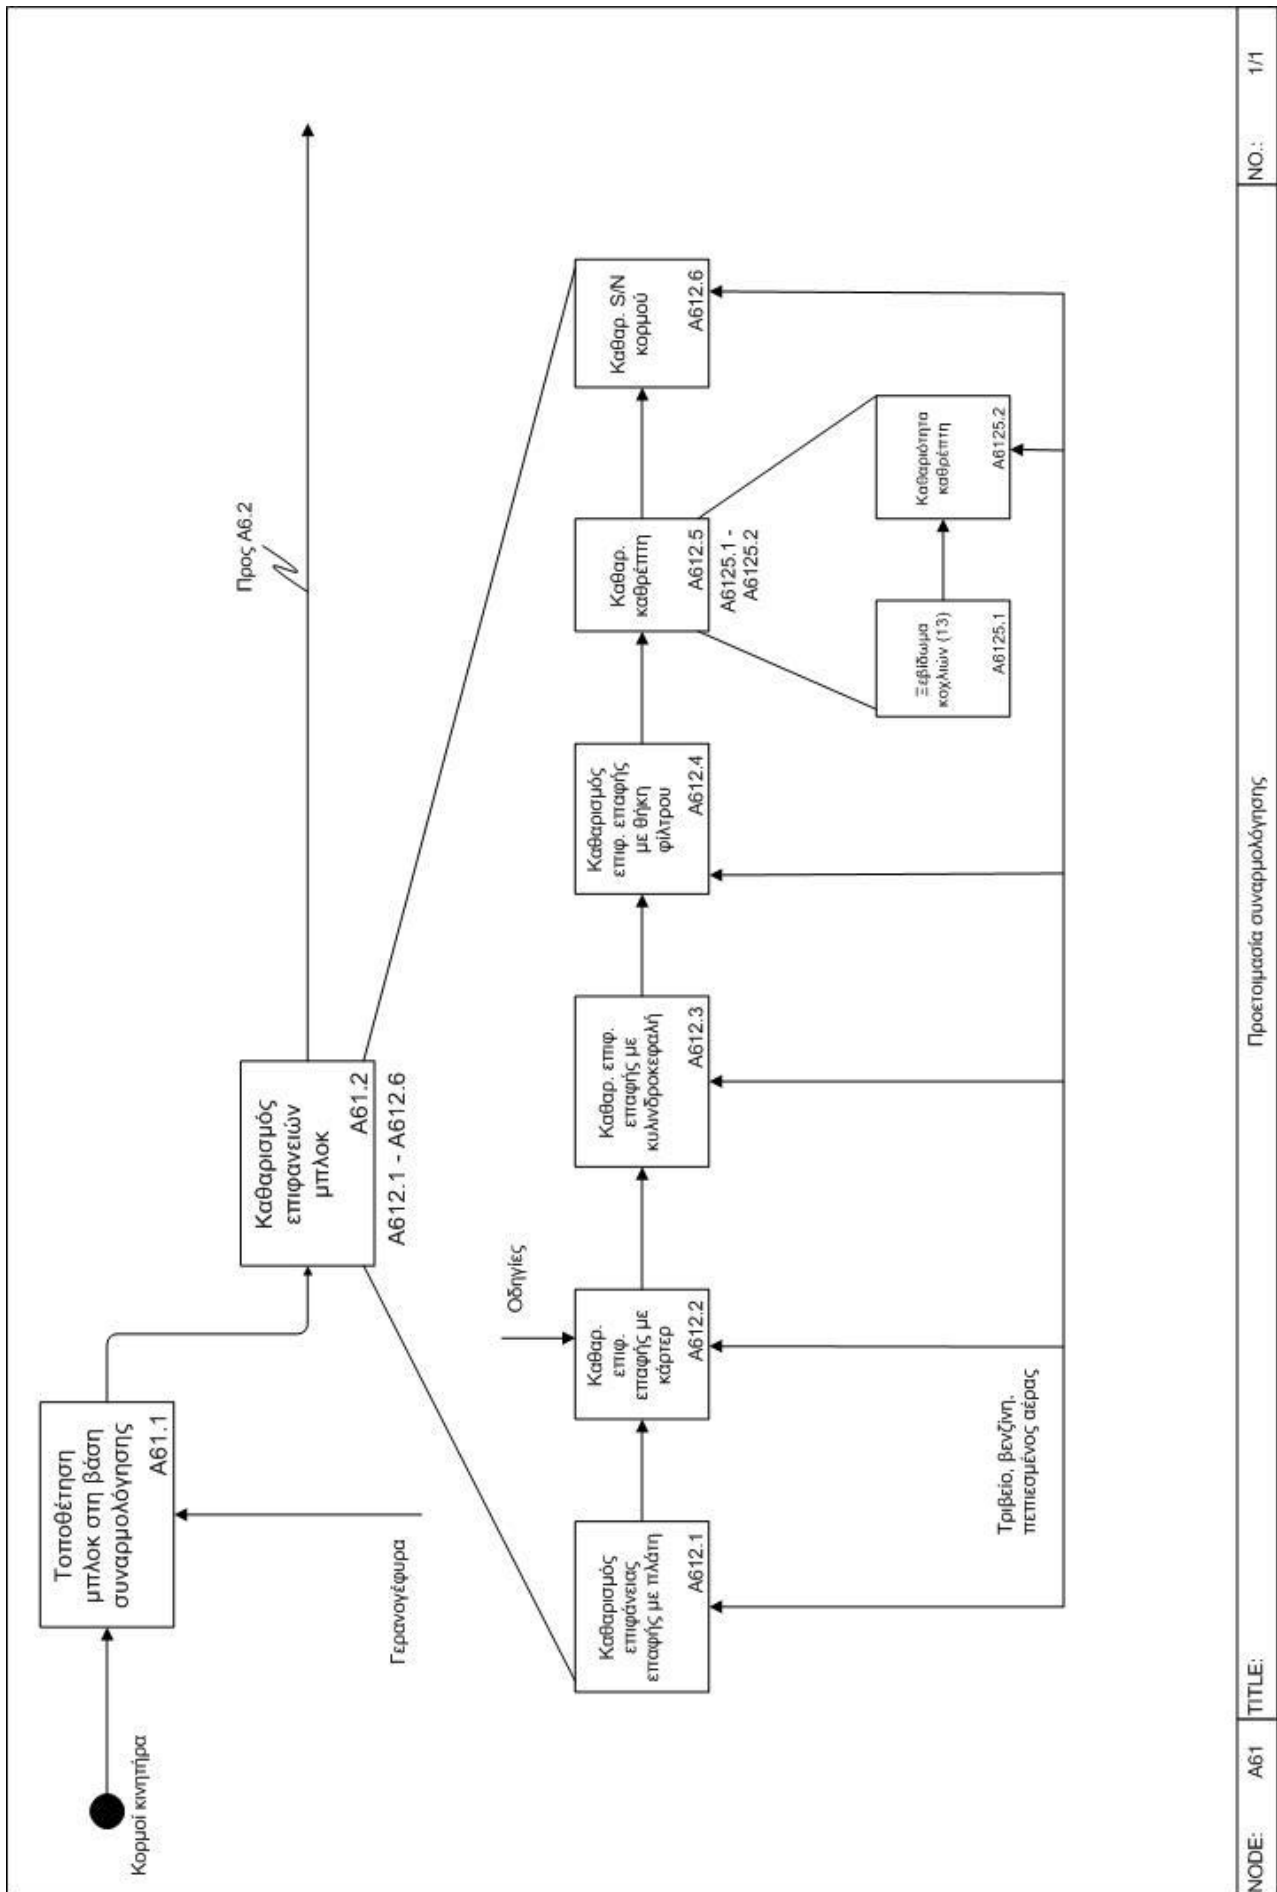 Κορμοί κινητήρα
Τοποθέτηση
μπλοκ στη βάση
συναρμολόγησης
A61.1
Γερανογέφυρα
Καθαρισμός
επιφανειών
μπλοκ
A61.2
A612.1 - A612.6
Προς A6.2
Καθαρισμός
επιφάνειας
επαφής με πλάτη
A612.1
Οδηγίες
Καθαρ.
επιφ.
επαφής με
κάρτερ
A612.2
Καθαρ. επιφ.
επαφής με
κυλινδροκεφαλή
A612.3
Καθαρισμός
επιφ. επαφής
με θήκη
φίλτρου
A612.4
Καθαρ.
καθρέπτη
A612.5
A6125.1 -
A6125.2
Καθαρ. S/N
κορμού
A612.6
Ξεβίδωμα
κοχλιών (13)
A6125.1
Καθαριότητα
καθρέπτη
A6125.2
Τριβείο, βενζίνη,
πεπιεσμένος αέρας
NODE: A61
TITLE:
Προετοιμασία συναρμολόγησης
NO.: 1/1